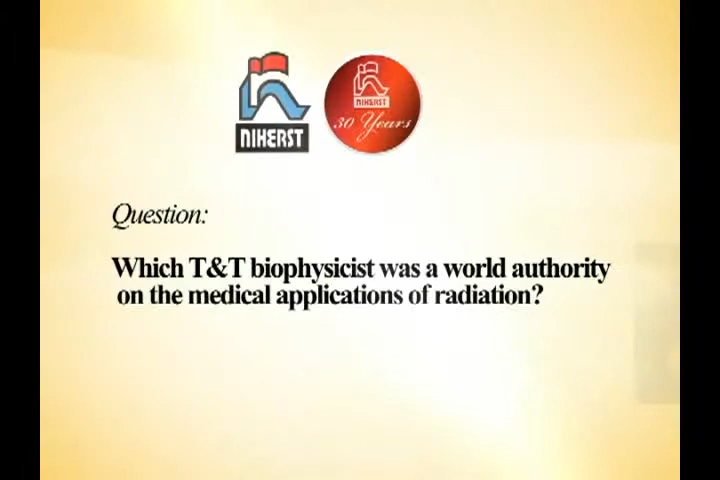 NIHERST
NIHERST
30 Years
Question:
Which T&T biophysicist was a world authority
on the medical applications of radiation?